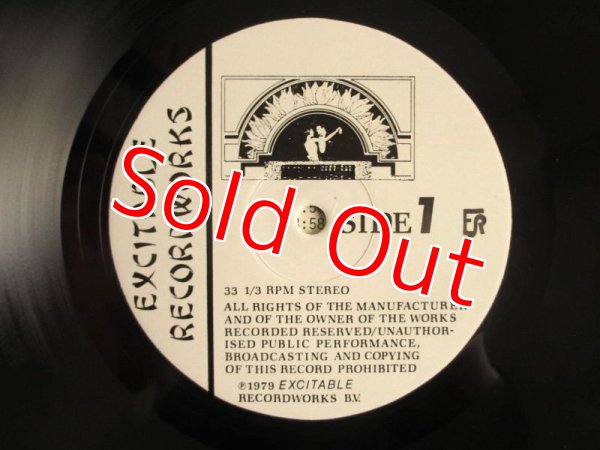 EXCITABLE
RECORDWORKS
Sold Out
:58
SIDE 1
ER
33 1/3 RPM STEREO
ALL RIGHTS OF THE MANUFACTURER
AND OF THE OWNER OF THE WORKS
RECORDED RESERVED/UNAUTHOR-
ISED PUBLIC PERFORMANCE,
BROADCASTING AND COPYING
OF THIS RECORD PROHIBITED
℗1979 EXCITABLE
RECORDWORKS B.V.